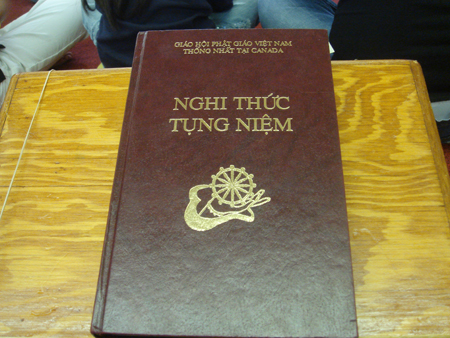 GIÁO HỘI PHẬT GIÁO VIỆT NAM
THỐNG NHẤT TẠI CANADA
NGHI THỨC
TỤNG NIỆM